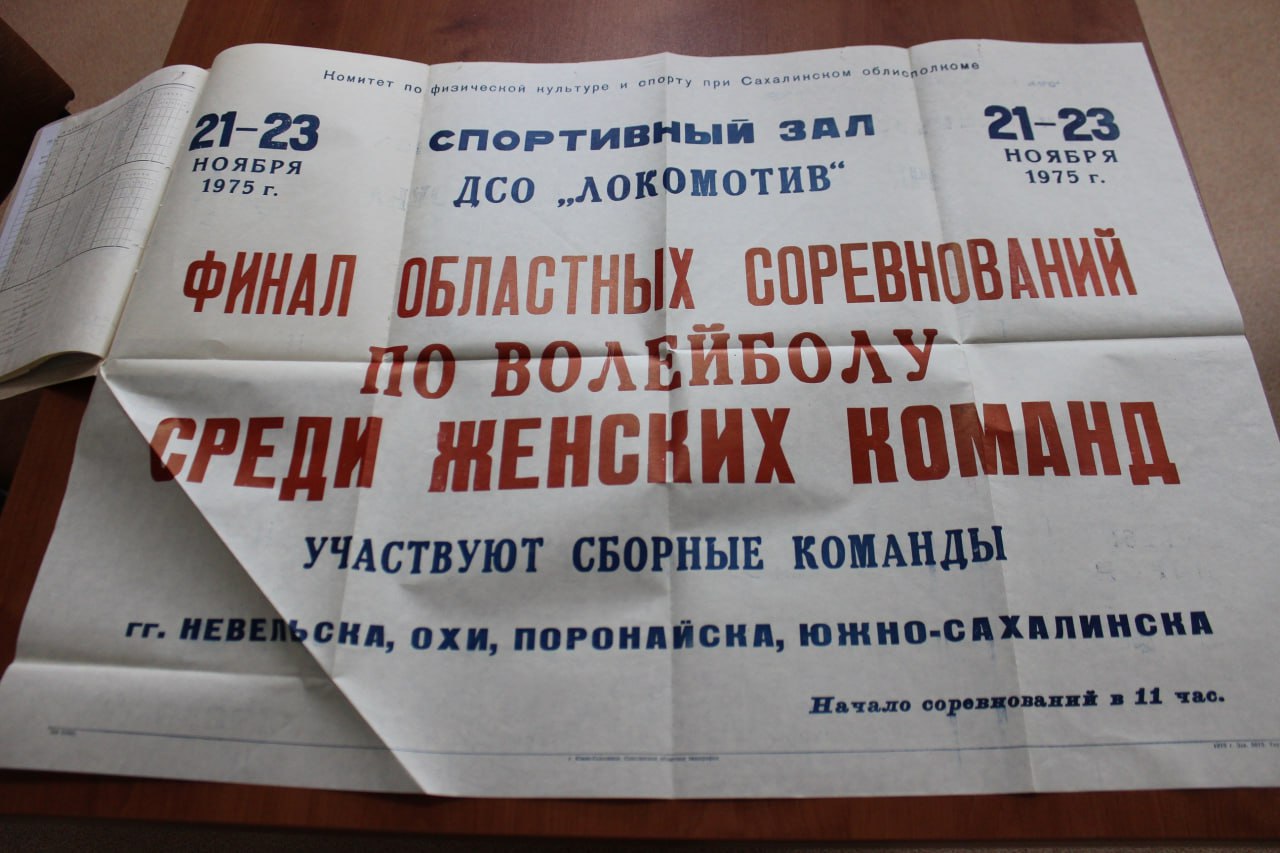 Комитет по физической культуре и спорту при Сахалинском облисполкоме
21–23
НОЯБРЯ
1975 г.
СПОРТИВНЫЙ ЗАЛ
ДСО „ЛОКОМОТИВ“
21–23
НОЯБРЯ
1975 г.
ФИНАЛ ОБЛАСТНЫХ СОРЕВНОВАНИЙ
ПО ВОЛЕЙБОЛУ
СРЕДИ ЖЕНСКИХ КОМАНД
УЧАСТВУЮТ СБОРНЫЕ КОМАНДЫ
гг. НЕВЕЛЬСКА, ОХИ, ПОРОНАЙСКА, ЮЖНО-САХАЛИНСКА
Начало соревнований в 11 час.